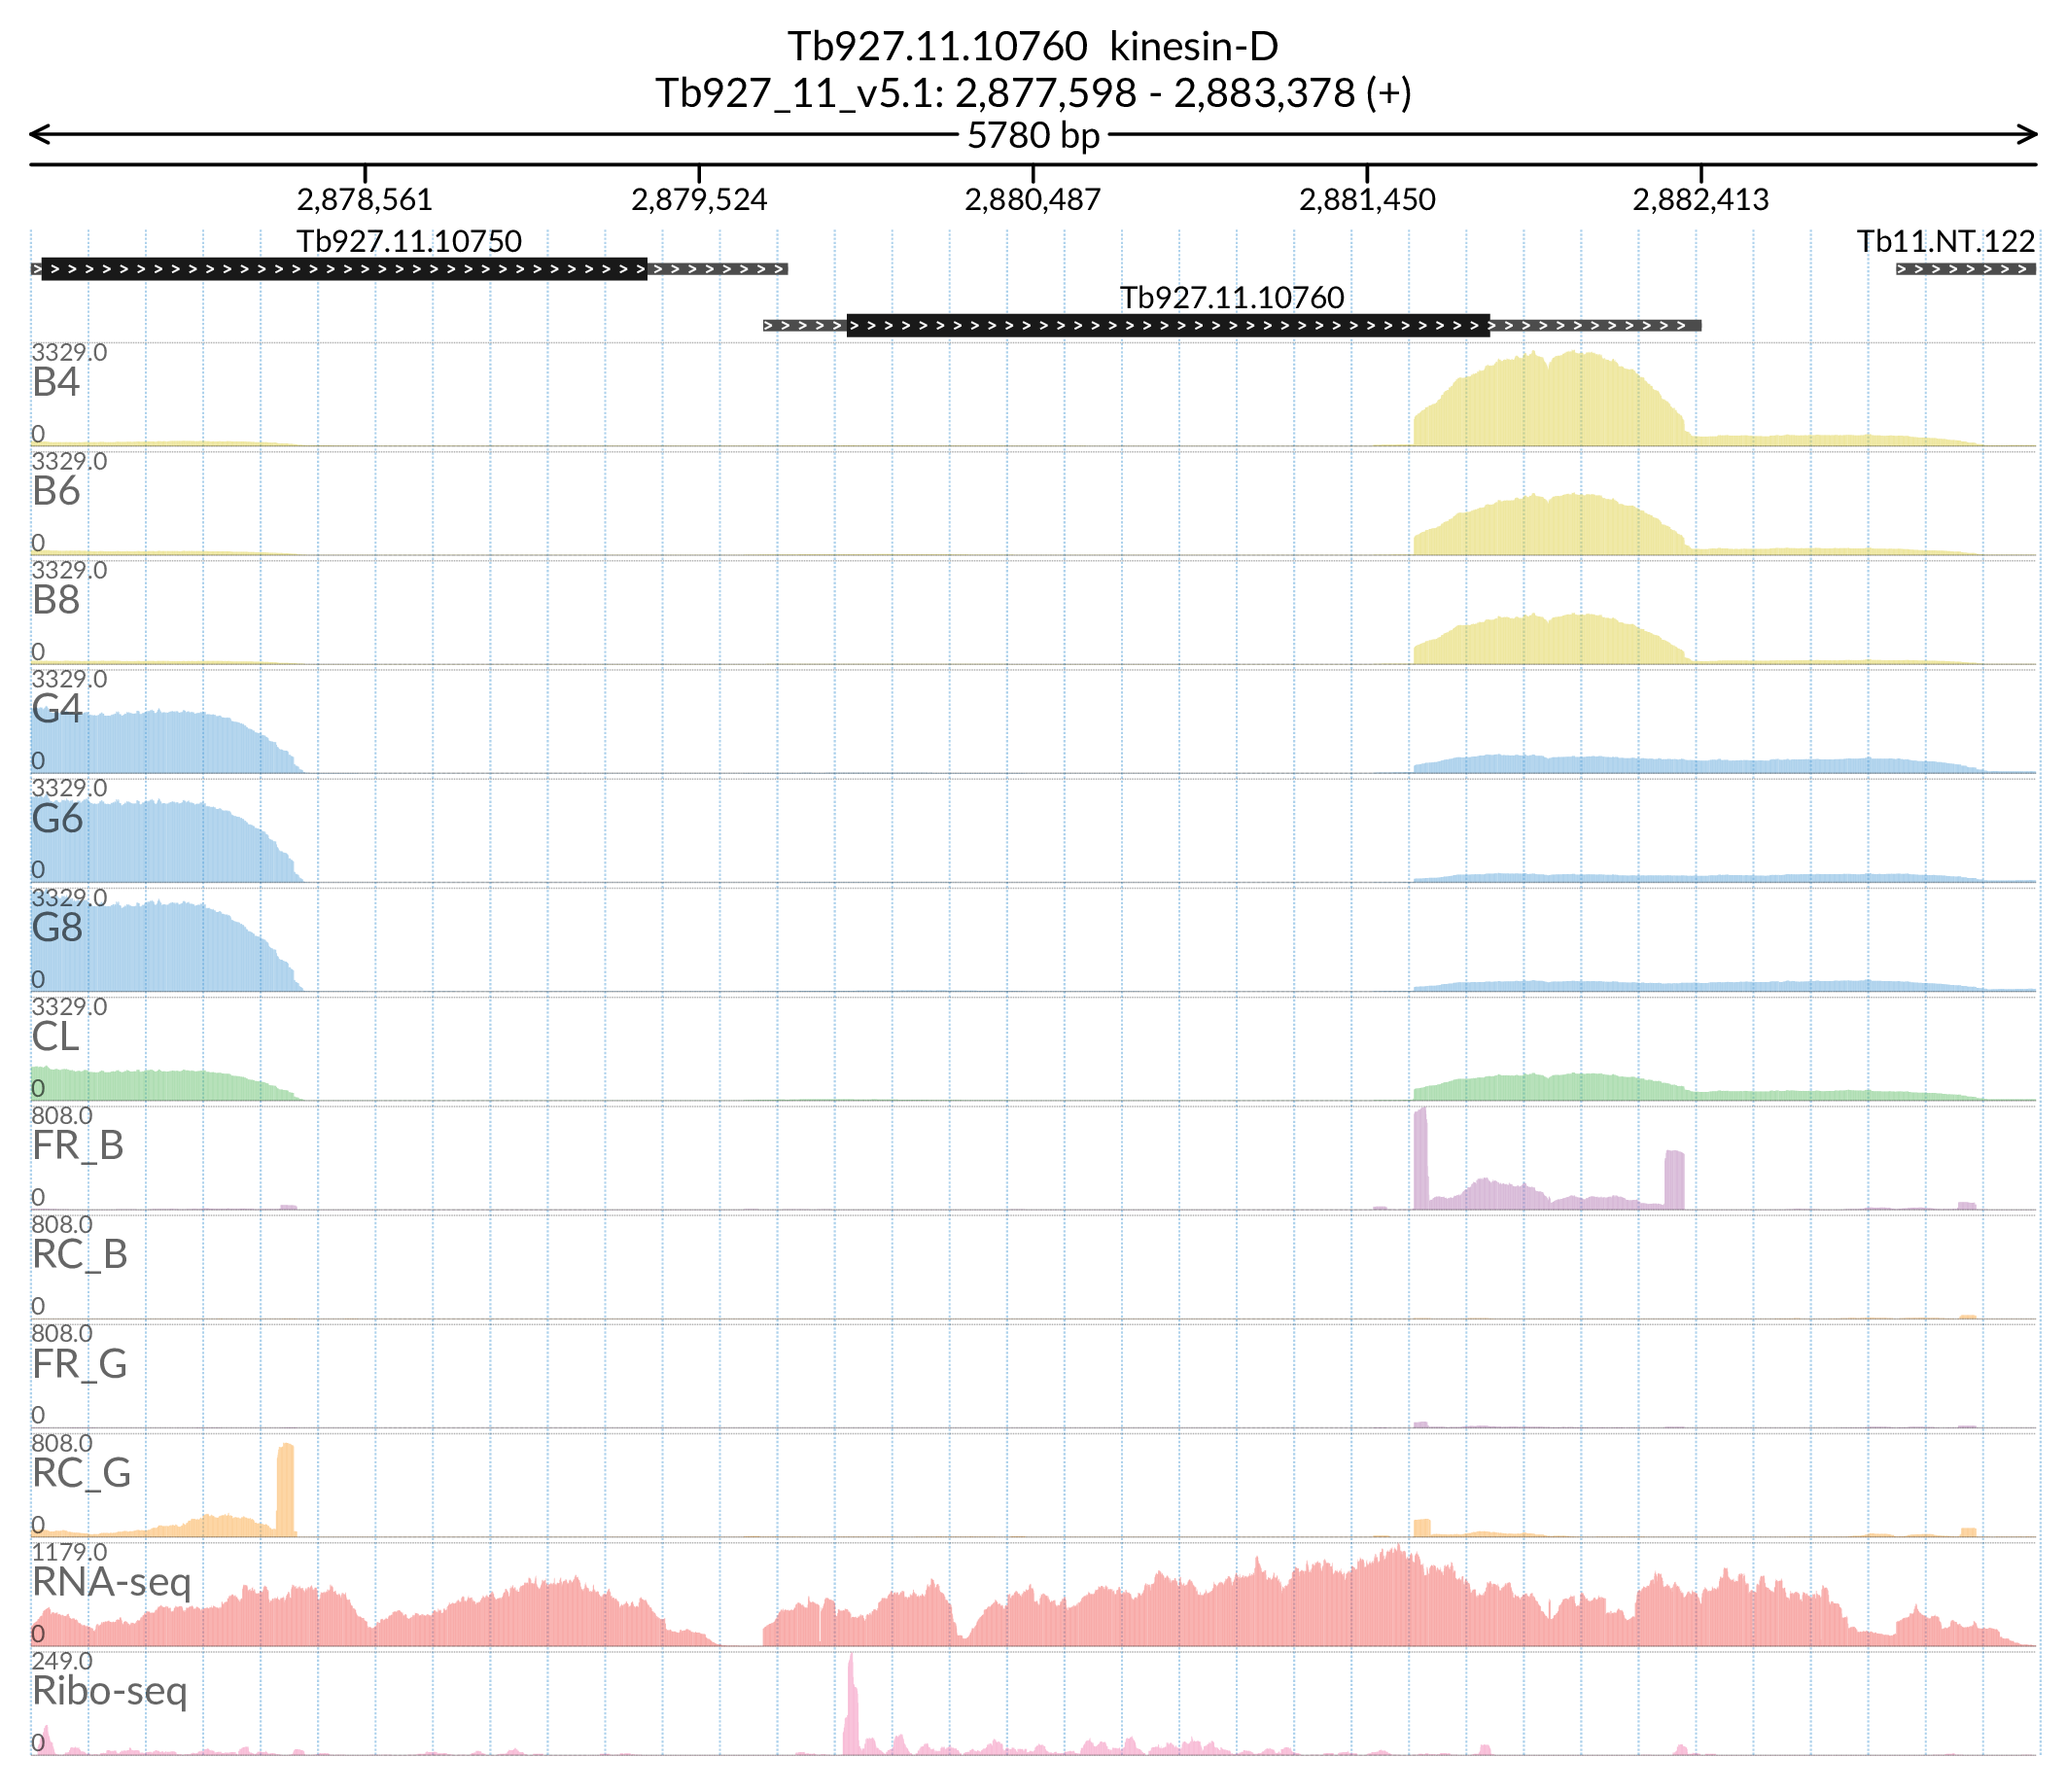 Tb927.11.10760 kinesin-D
Tb927_11_v5.1: 2,877,598 - 2,883,378 (+)
5780 bp
2,878,561 2,879,524 2,880,487 2,881,450 2,882,413
Tb927.11.10750 Tb11.NT.122
Tb927.11.10760
3329.0
B4
0
3329.0
B6
0
3329.0
B8
0
3329.0
G4
0
3329.0
G6
0
3329.0
G8
0
3329.0
CL
0
808.0
FR_B
0
808.0
RC_B
0
808.0
FR_G
0
808.0
RC_G
0
1179.0
RNA-seq
0
249.0
Ribo-seq
0